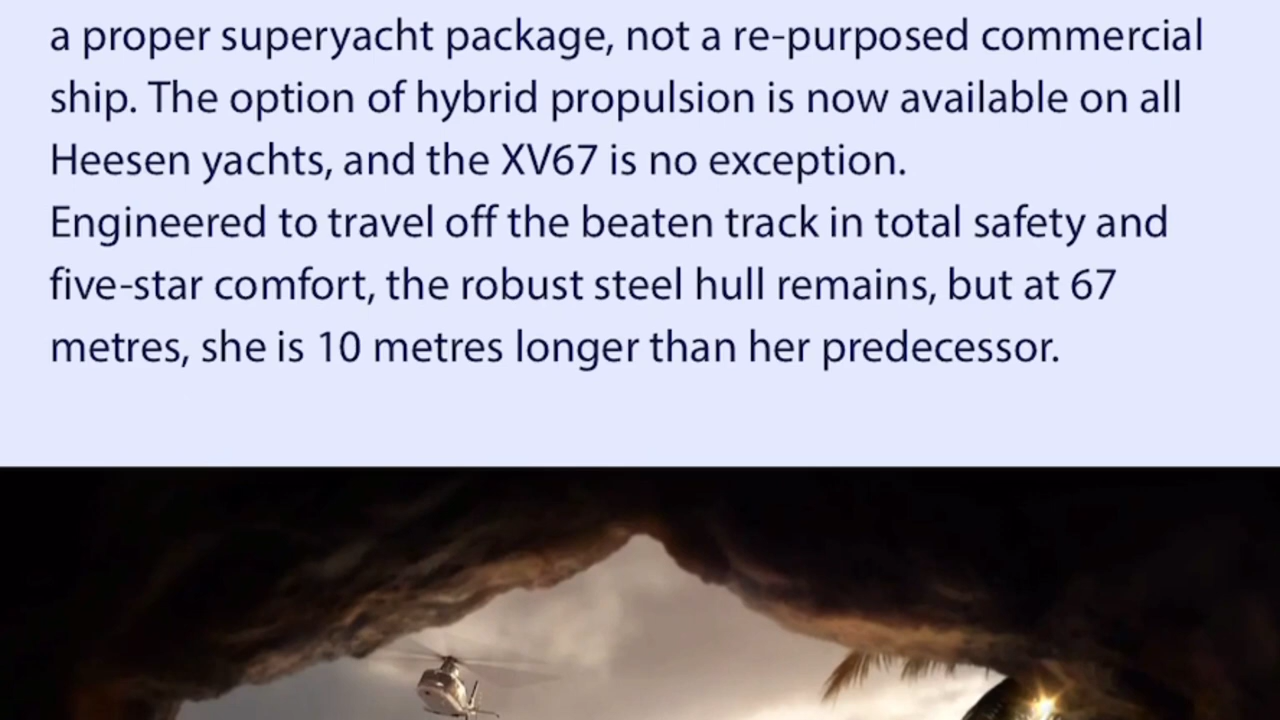 a proper superyacht package, not a re-purposed commercial
ship. The option of hybrid propulsion is now available on all
Heesen yachts, and the XV67 is no exception.
Engineered to travel off the beaten track in total safety and
five-star comfort, the robust steel hull remains, but at 67
metres, she is 10 metres longer than her predecessor.